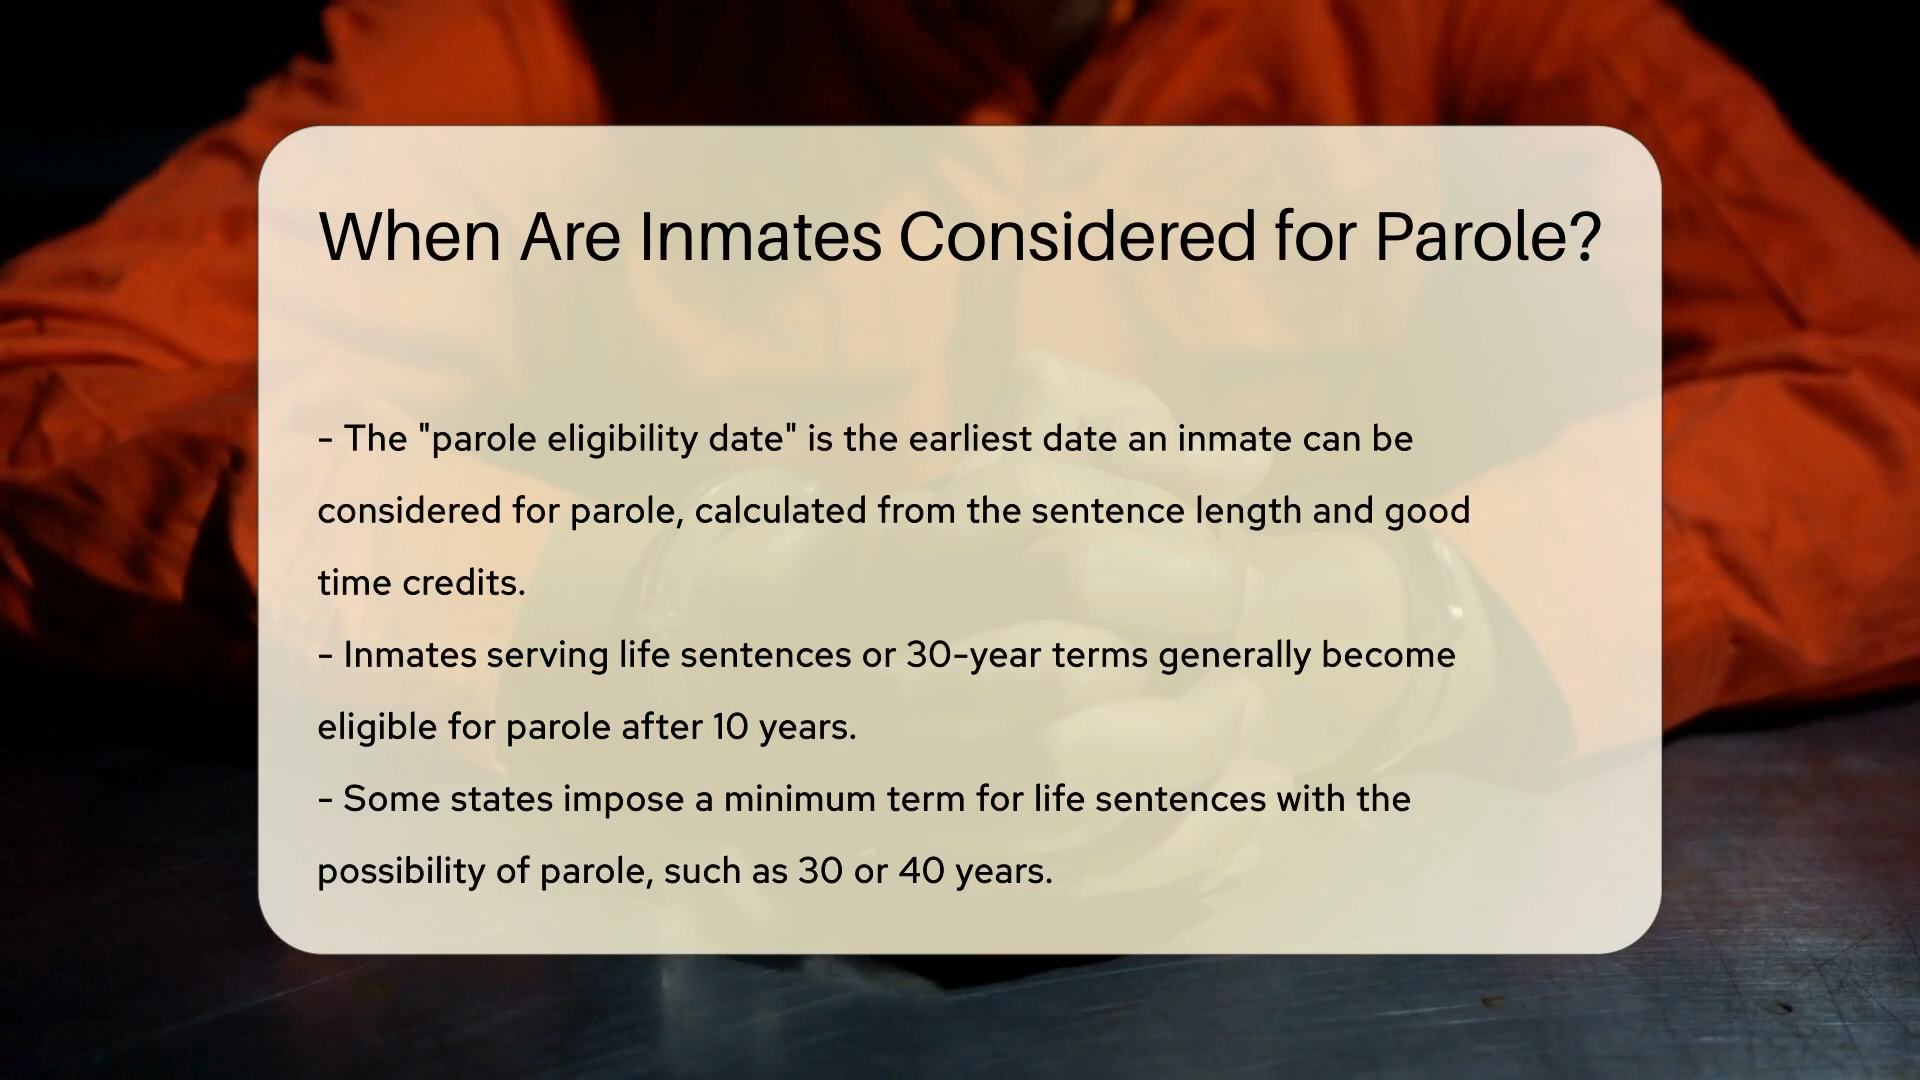 When Are Inmates Considered for Parole?
- The "parole eligibility date" is the earliest date an inmate can be
considered for parole, calculated from the sentence length and good
time credits.
- Inmates serving life sentences or 30-year terms generally become
eligible for parole after 10 years.
- Some states impose a minimum term for life sentences with the
possibility of parole, such as 30 or 40 years.